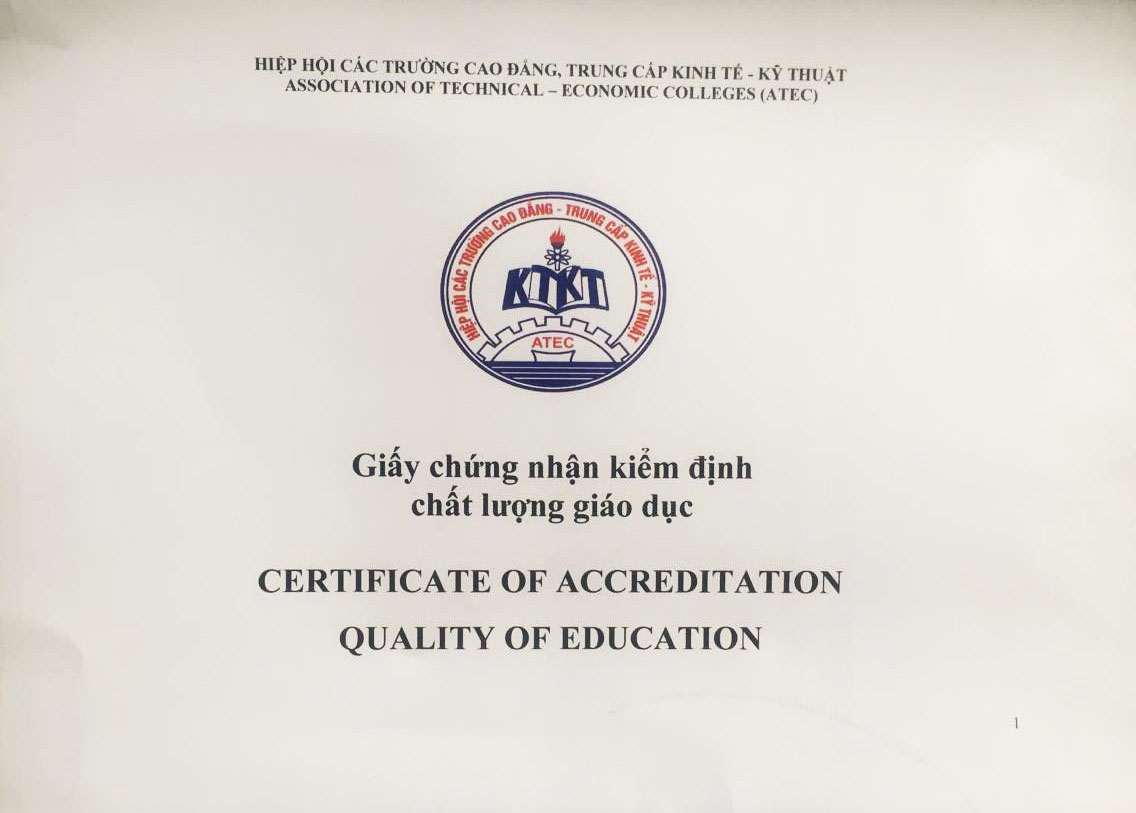 HIỆP HỘI CÁC TRƯỜNG CAO ĐẲNG, TRUNG CẤP KINH TẾ - KỸ THUẬT
ASSOCIATION OF TECHNICAL – ECONOMIC COLLEGES (ATEC)
HIỆP HỘI CÁC TRƯỜNG CAO ĐẲNG - TRUNG CẤP KINH TẾ - KỸ THUẬT
KTKT
ATEC
Giấy chứng nhận kiểm định
chất lượng giáo dục
CERTIFICATE OF ACCREDITATION
QUALITY OF EDUCATION
1